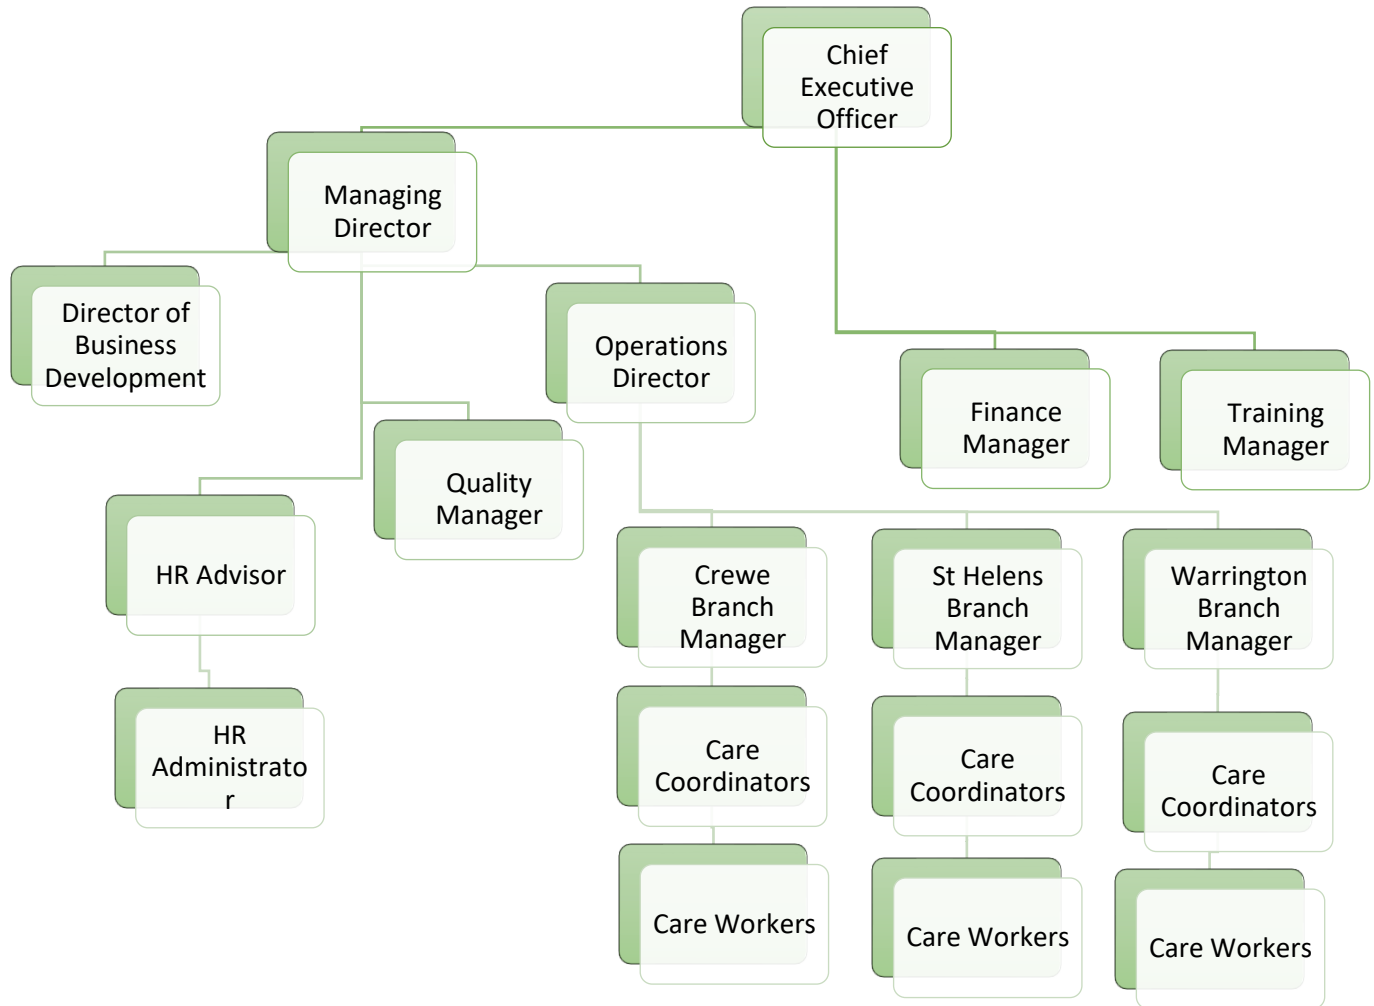 Chief
Executive
Officer
Managing
Director
Director of
Business
Development
Operations
Director
Finance
Manager
Training
Manager
Quality
Manager
HR Advisor
Crewe
Branch
Manager
St Helens
Branch
Manager
Warrington
Branch
Manager
HR
Administrato
r
Care
Coordinators
Care
Coordinators
Care
Coordinators
Care Workers
Care Workers
Care Workers